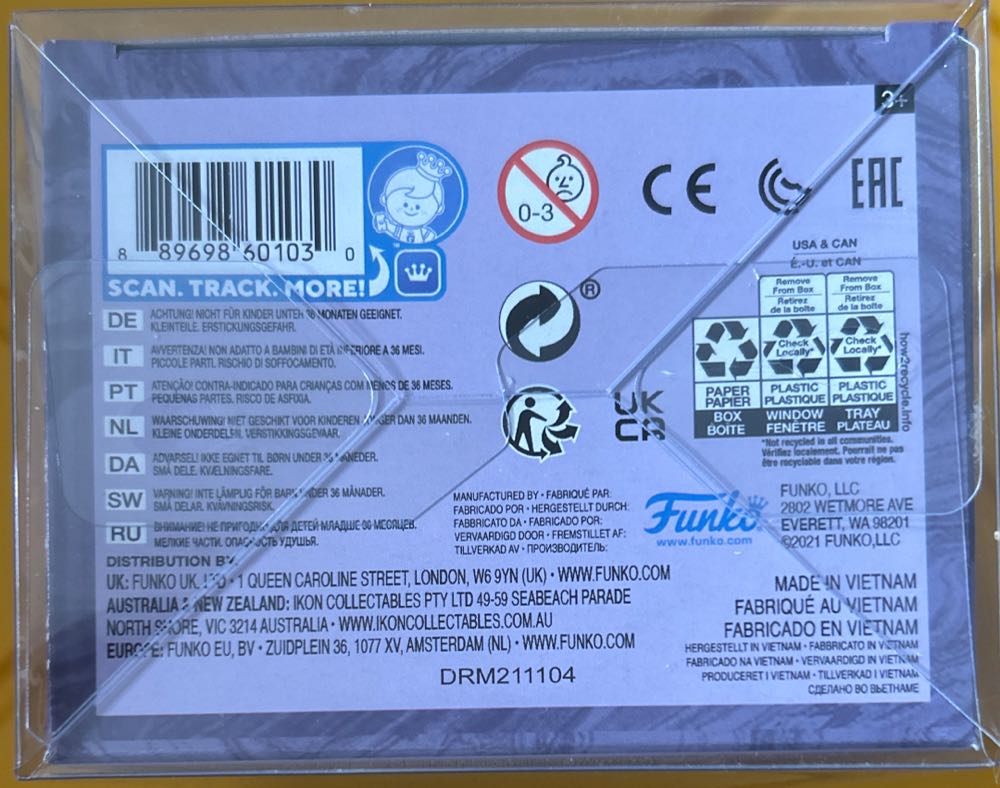 3+
8 89698 60103 0
SCAN. TRACK. MORE!
DE ACHTUNG! NICHT FÜR KINDER UNTER 36 MONATEN GEEIGNET.
KLEINTEILE. ERSTICKUNGSGEFAHR.
IT AVVERTENZA! NON ADATTO A BAMBINI DI ETÀ INFERIORE A 36 MESI.
PICCOLE PARTI. RISCHIO DI SOFFOCAMENTO.
PT ATENÇÃO! CONTRA-INDICADO PARA CRIANÇAS COM MENOS DE 36 MESES.
PEQUENAS PARTES. RISCO DE ASFIXIA.
NL WAARSCHUWING! NIET GESCHIKT VOOR KINDEREN JONGER DAN 36 MAANDEN.
KLEINE ONDERDELEN. VERSTIKKINGSGEVAAR.
DA ADVARSEL! IKKE EGNET TIL BØRN UNDER 36 MÅNEDER.
SMÅ DELE. KVÆLNINGSFARE.
SW VARNING! INTE LÄMPLIG FÖR BARN UNDER 36 MÅNADER.
SMÅ DELAR. KVÄVNINGSRISK.
RU ВНИМАНИЕ! НЕ ПРИГОДНО ДЛЯ ДЕТЕЙ МЛАДШЕ 36 МЕСЯЦЕВ.
МЕЛКИЕ ЧАСТИ. ОПАСНОСТЬ УДУШЬЯ.
0-3
CE
EAC
®
UK
CA
USA & CAN
É.-U. et CAN
Remove
From Box
Retirez
de la boîte
Remove
From Box
Retirez
de la boîte
Check
Locally*
Check
Locally*
PAPER
PAPIER
PLASTIC
PLASTIQUE
PLASTIC
PLASTIQUE
BOX
BOÎTE
WINDOW
FENÊTRE
TRAY
PLATEAU
how2recycle.info
*Not recycled in all communities.
Vérifiez localement. Pourrait ne pas
être recyclable dans votre région.
MANUFACTURED BY • FABRIQUÉ PAR:
FABRICADO POR • HERGESTELLT DURCH:
FABBRICATO DA • FABRICADO POR:
VERVAARDIGD DOOR • FREMSTILLET AF:
TILLVERKAD AV • ПРОИЗВОДИТЕЛЬ:
Funko
www.funko.com
FUNKO, LLC
2802 WETMORE AVE
EVERETT, WA 98201
©2021 FUNKO,LLC
DISTRIBUTION BY:
UK: FUNKO UK, LTD • 1 QUEEN CAROLINE STREET, LONDON, W6 9YN (UK) • WWW.FUNKO.COM
AUSTRALIA & NEW ZEALAND: IKON COLLECTABLES PTY LTD 49-59 SEABEACH PARADE
NORTH SHORE, VIC 3214 AUSTRALIA • WWW.IKONCOLLECTABLES.COM.AU
EUROPE: FUNKO EU, BV • ZUIDPLEIN 36, 1077 XV, AMSTERDAM (NL) • WWW.FUNKO.COM
DRM211104
MADE IN VIETNAM
FABRIQUÉ AU VIETNAM
FABRICADO EN VIETNAM
HERGESTELLT IN VIETNAM • FABBRICATO IN VIETNAM
FABRICADO NA VIETNAM • VERVAARDIGD IN VIETNAM
PRODUCERET I VIETNAM • TILLVERKAD I VIETNAM
СДЕЛАНО ВО ВЬЕТНАМЕ